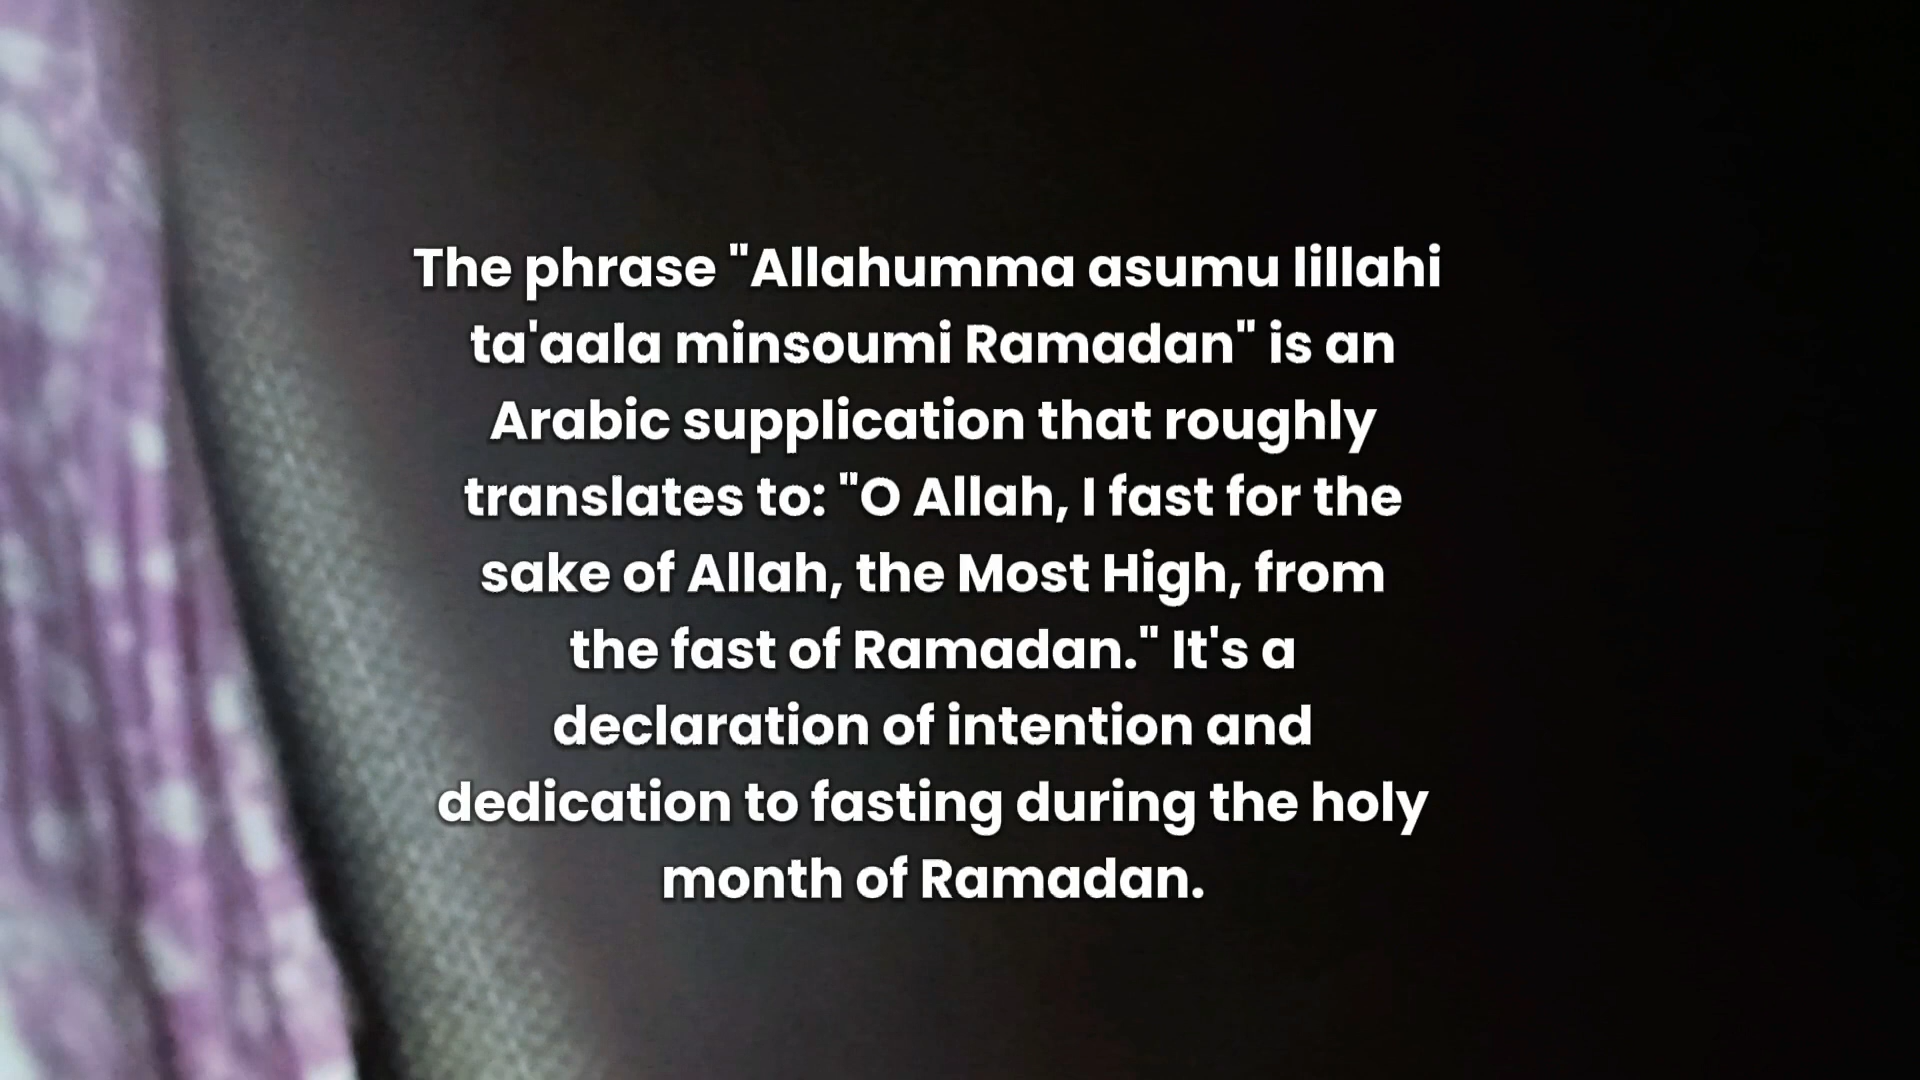 The phrase "Allahumma asumu lillahi
ta'aala minsoumi Ramadan" is an
Arabic supplication that roughly
translates to: "O Allah, I fast for the
sake of Allah, the Most High, from
the fast of Ramadan." It's a
declaration of intention and
dedication to fasting during the holy
month of Ramadan.